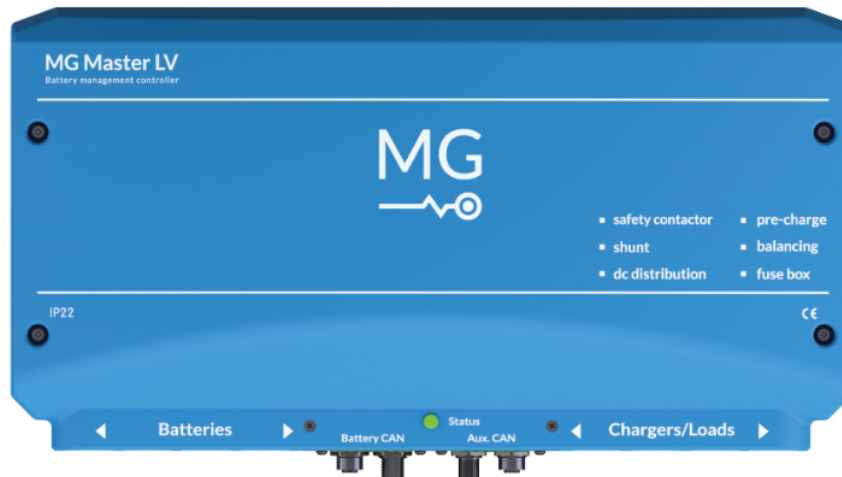 MG Master LV
Battery management controller
MG
safety contactor
pre-charge
shunt
balancing
dc distribution
fuse box
IP22
CE
Batteries
Status
Battery CAN
Aux. CAN
Chargers/Loads